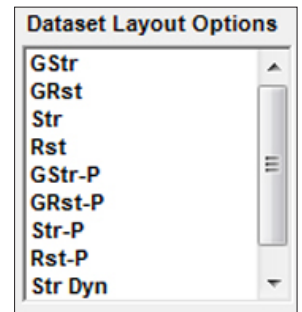 Dataset Layout Options
GStr
GRst
Str
Rst
GStr-P
GRst-P
Str-P
Rst-P
Str Dyn